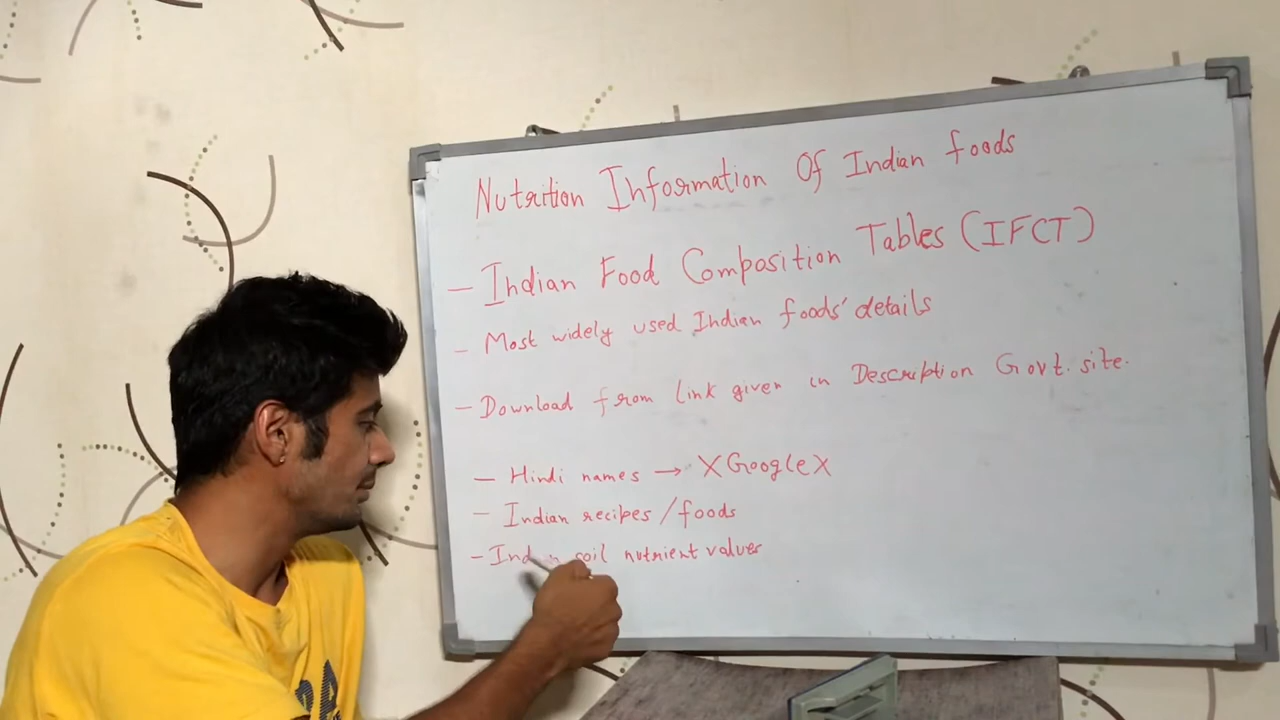 Nutrition Information Of Indian foods
- Indian Food Composition Tables (IFCT)
- Most widely used Indian foods' details
- Download from link given in Description Govt. site.
- Hindi names → X Google X
- Indian recipes / foods
- Indian soil nutrient values